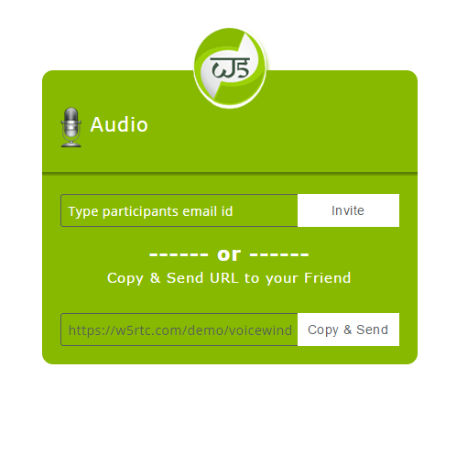 w5
Audio
Type participants email id Invite
------ or ------
Copy & Send URL to your Friend
https://w5rtc.com/demo/voicewind Copy & Send